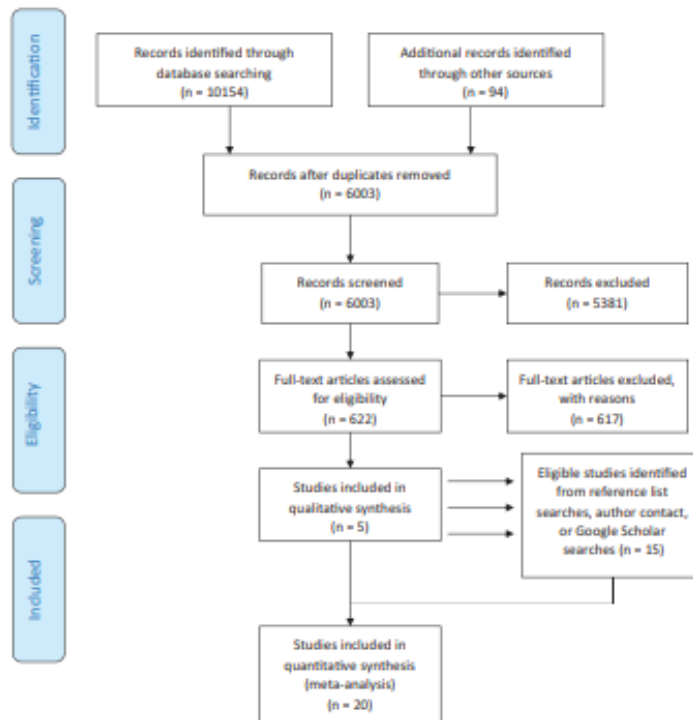 Identification
Records identified through
database searching
(n = 10154)
Additional records identified
through other sources
(n = 94)
Records after duplicates removed
(n = 6003)
Screening
Records screened
(n = 6003)
Records excluded
(n = 5381)
Eligibility
Full-text articles assessed
for eligibility
(n = 622)
Full-text articles excluded,
with reasons
(n = 617)
Studies included in
qualitative synthesis
(n = 5)
Eligible studies identified
from reference list
searches, author contact,
or Google Scholar
searches (n = 15)
Included
Studies included in
quantitative synthesis
(meta-analysis)
(n = 20)